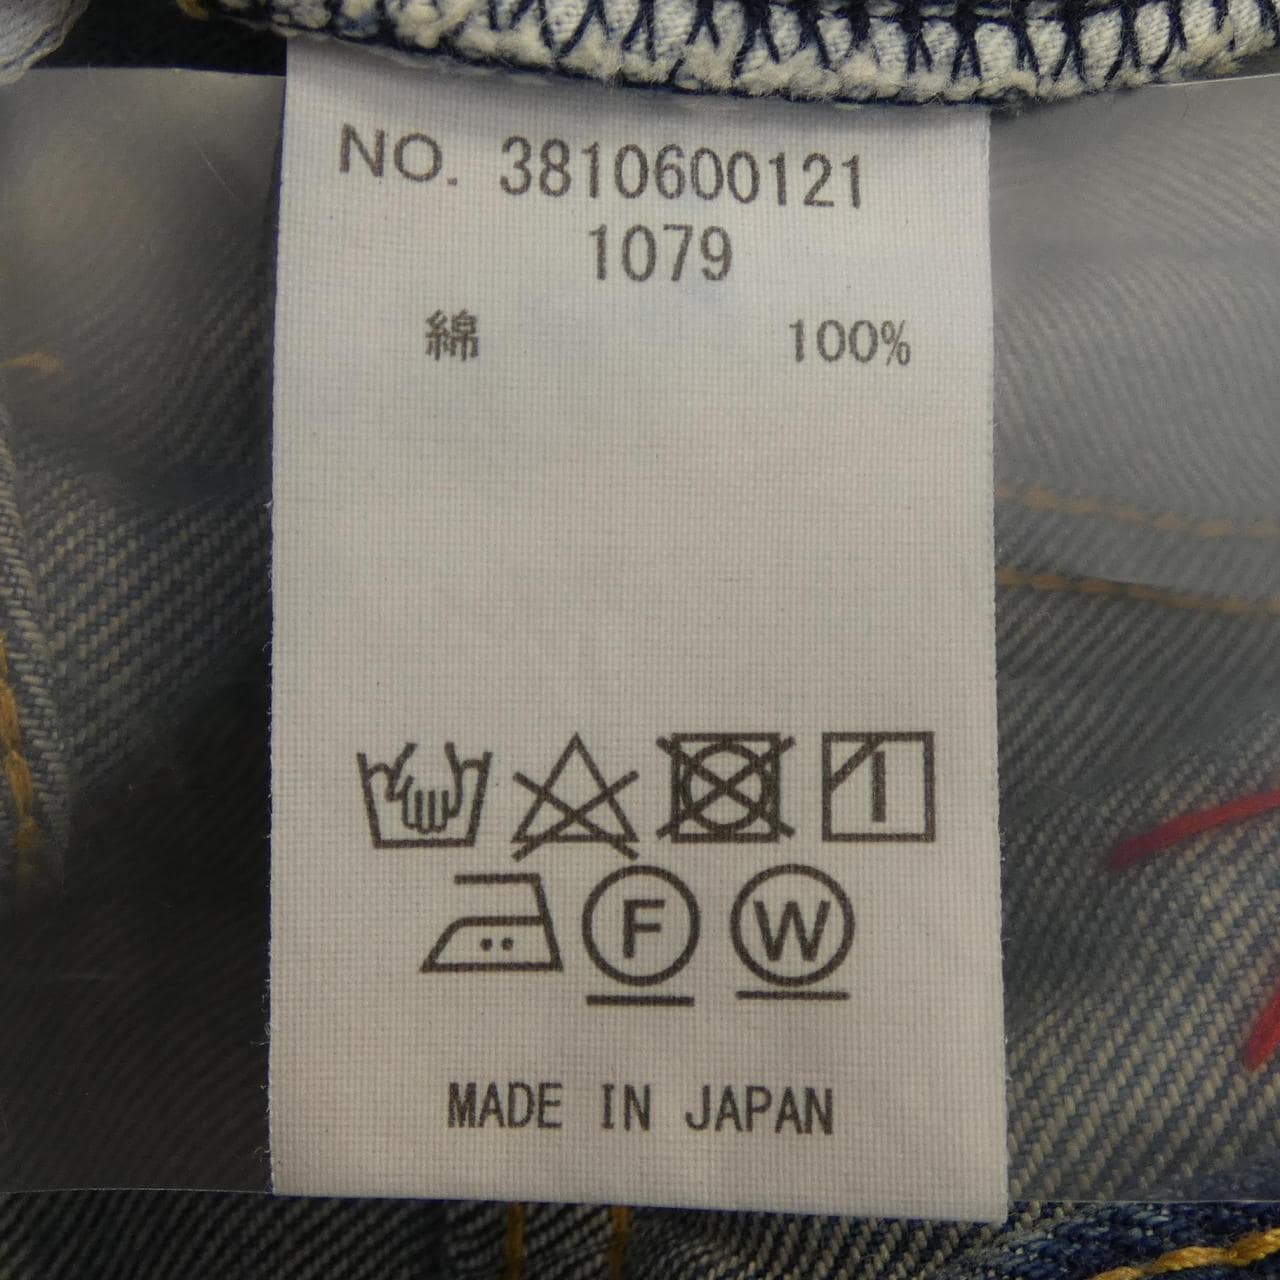 NO. 3810600121
1079
綿 100%
F W
MADE IN JAPAN